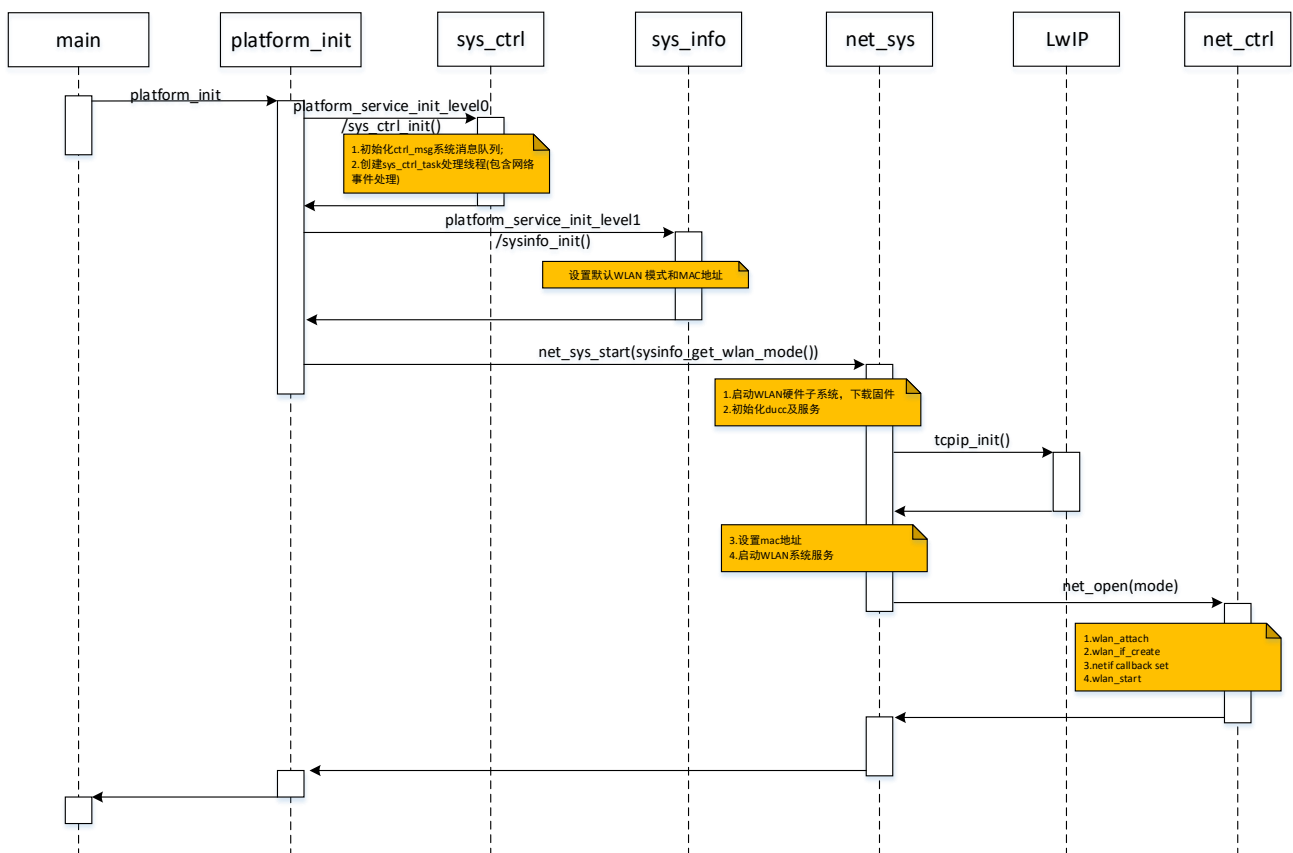 main
platform_init
sys_ctrl
sys_info
net_sys
LwIP
net_ctrl
platform_init
platform_service_init_level0
/sys_ctrl_init()
1.初始化ctrl_msg系统消息队列;
2.创建sys_ctrl_task处理线程(包含网络
事件处理)
platform_service_init_level1
/sysinfo_init()
设置默认WLAN 模式和MAC地址
net_sys_start(sysinfo_get_wlan_mode())
1.启动WLAN硬件子系统，下载固件
2.初始化ducc及服务
tcpip_init()
3.设置mac地址
4.启动WLAN系统服务
net_open(mode)
1.wlan_attach
2.wlan_if_create
3.netif callback set
4.wlan_start